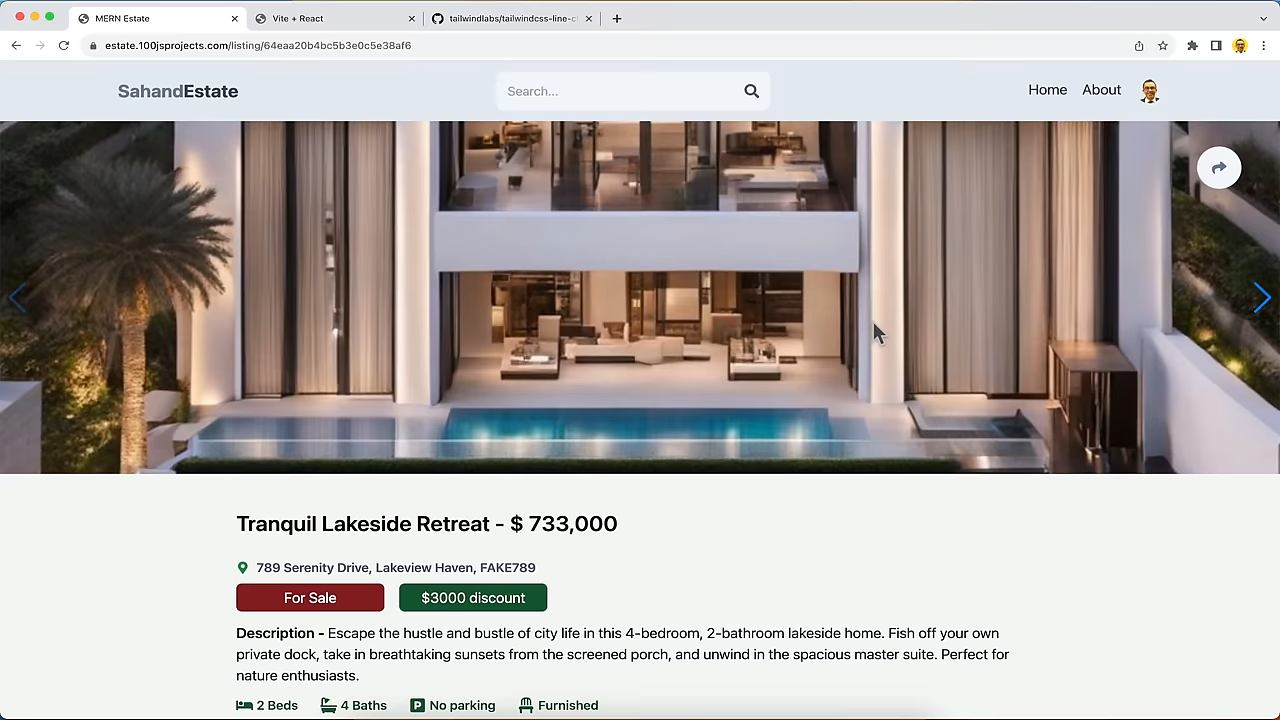 MERN Estate
Vite + React
tailwindlabs/tailwindcss-line-c
estate.100jsprojects.com/listing/64eaa20b4bc5b3e0c5e38af6
SahandEstate
Search...
Home
About
Tranquil Lakeside Retreat - $ 733,000
789 Serenity Drive, Lakeview Haven, FAKE789
For Sale
$3000 discount
Description - Escape the hustle and bustle of city life in this 4-bedroom, 2-bathroom lakeside home. Fish off your own
private dock, take in breathtaking sunsets from the screened porch, and unwind in the spacious master suite. Perfect for
nature enthusiasts.
2 Beds
4 Baths
P No parking
Furnished